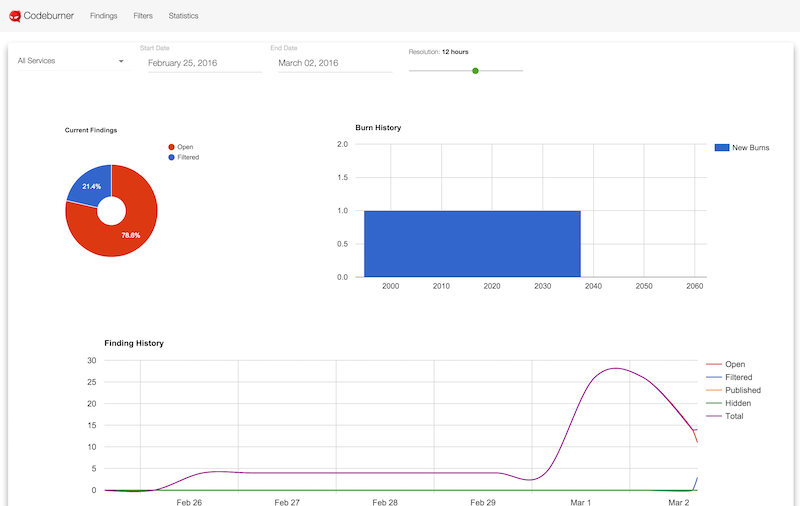 Codeburner Findings Filters Statistics
All Services
Start Date
February 25, 2016
End Date
March 02, 2016
Resolution: 12 hours
Current Findings
Open
Filtered
21.4%
78.6%
Burn History
2.0
1.5
1.0
0.5
0.0
2000 2010 2020 2030 2040 2050 2060
New Burns
Finding History
30
25
20
15
10
5
0
Feb 26 Feb 27 Feb 28 Feb 29 Mar 1 Mar 2
Open
Filtered
Published
Hidden
Total